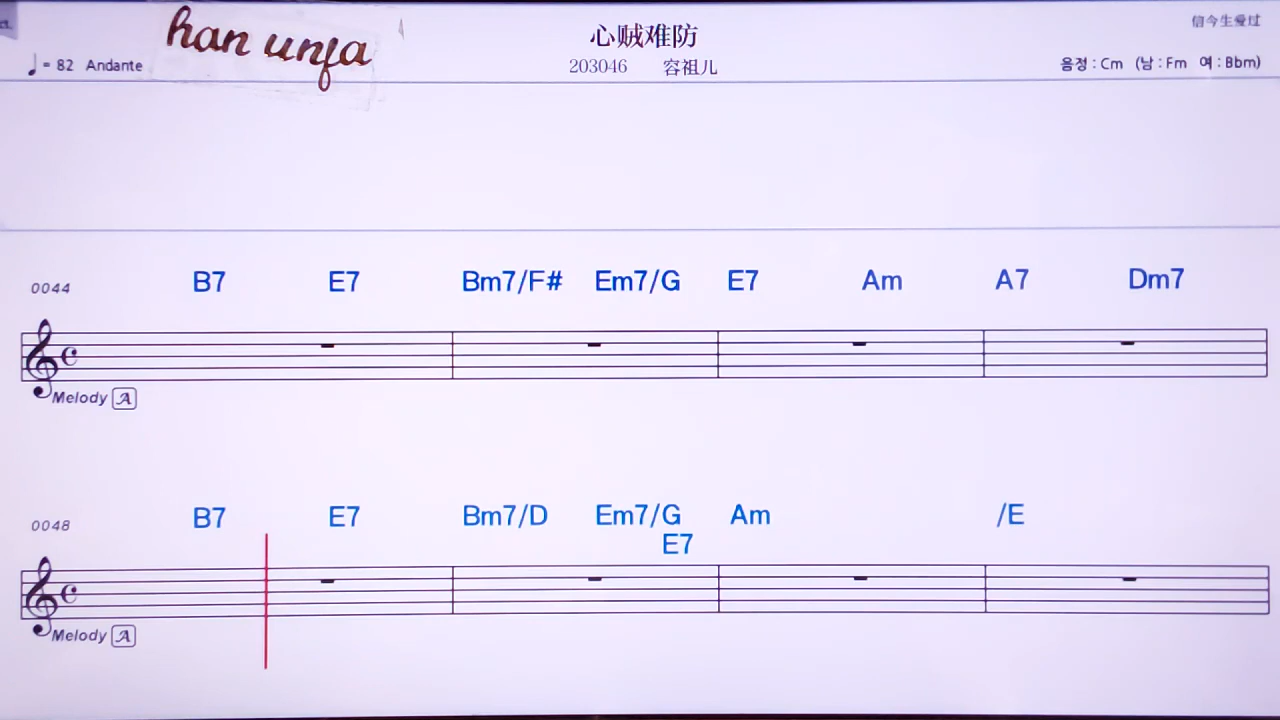 han unfa
心贼难防
信今生爱过
♩= 82 Andante
203046 容祖儿
음정 : Cm (남 : Fm 여 : Bbm)
0044 B7 E7 Bm7/F# Em7/G E7 Am A7 Dm7
Melody A
0048 B7 E7 Bm7/D Em7/G Am /E
E7
Melody A